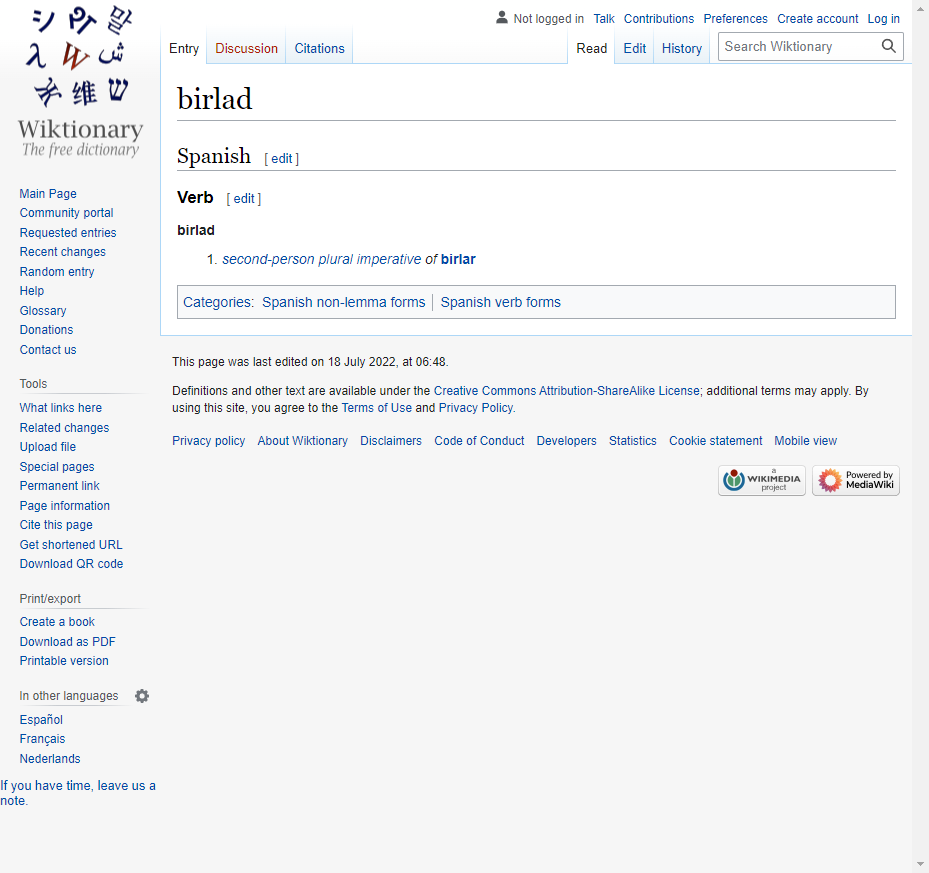 Not logged in Talk Contributions Preferences Create account Log in
Entry Discussion Citations Read Edit History Search Wiktionary
Wiktionary
The free dictionary
birlad
Spanish [ edit ]
Verb [ edit ]
birlad
1. second-person plural imperative of birlar
Categories: Spanish non-lemma forms Spanish verb forms
This page was last edited on 18 July 2022, at 06:48.
Definitions and other text are available under the Creative Commons Attribution-ShareAlike License; additional terms may apply. By
using this site, you agree to the Terms of Use and Privacy Policy.
Privacy policy About Wiktionary Disclaimers Code of Conduct Developers Statistics Cookie statement Mobile view
a
WIKIMEDIA
project
Powered by
MediaWiki
Main Page
Community portal
Requested entries
Recent changes
Random entry
Help
Glossary
Donations
Contact us
Tools
What links here
Related changes
Upload file
Special pages
Permanent link
Page information
Cite this page
Get shortened URL
Download QR code
Print/export
Create a book
Download as PDF
Printable version
In other languages
Español
Français
Nederlands
If you have time, leave us a
note.